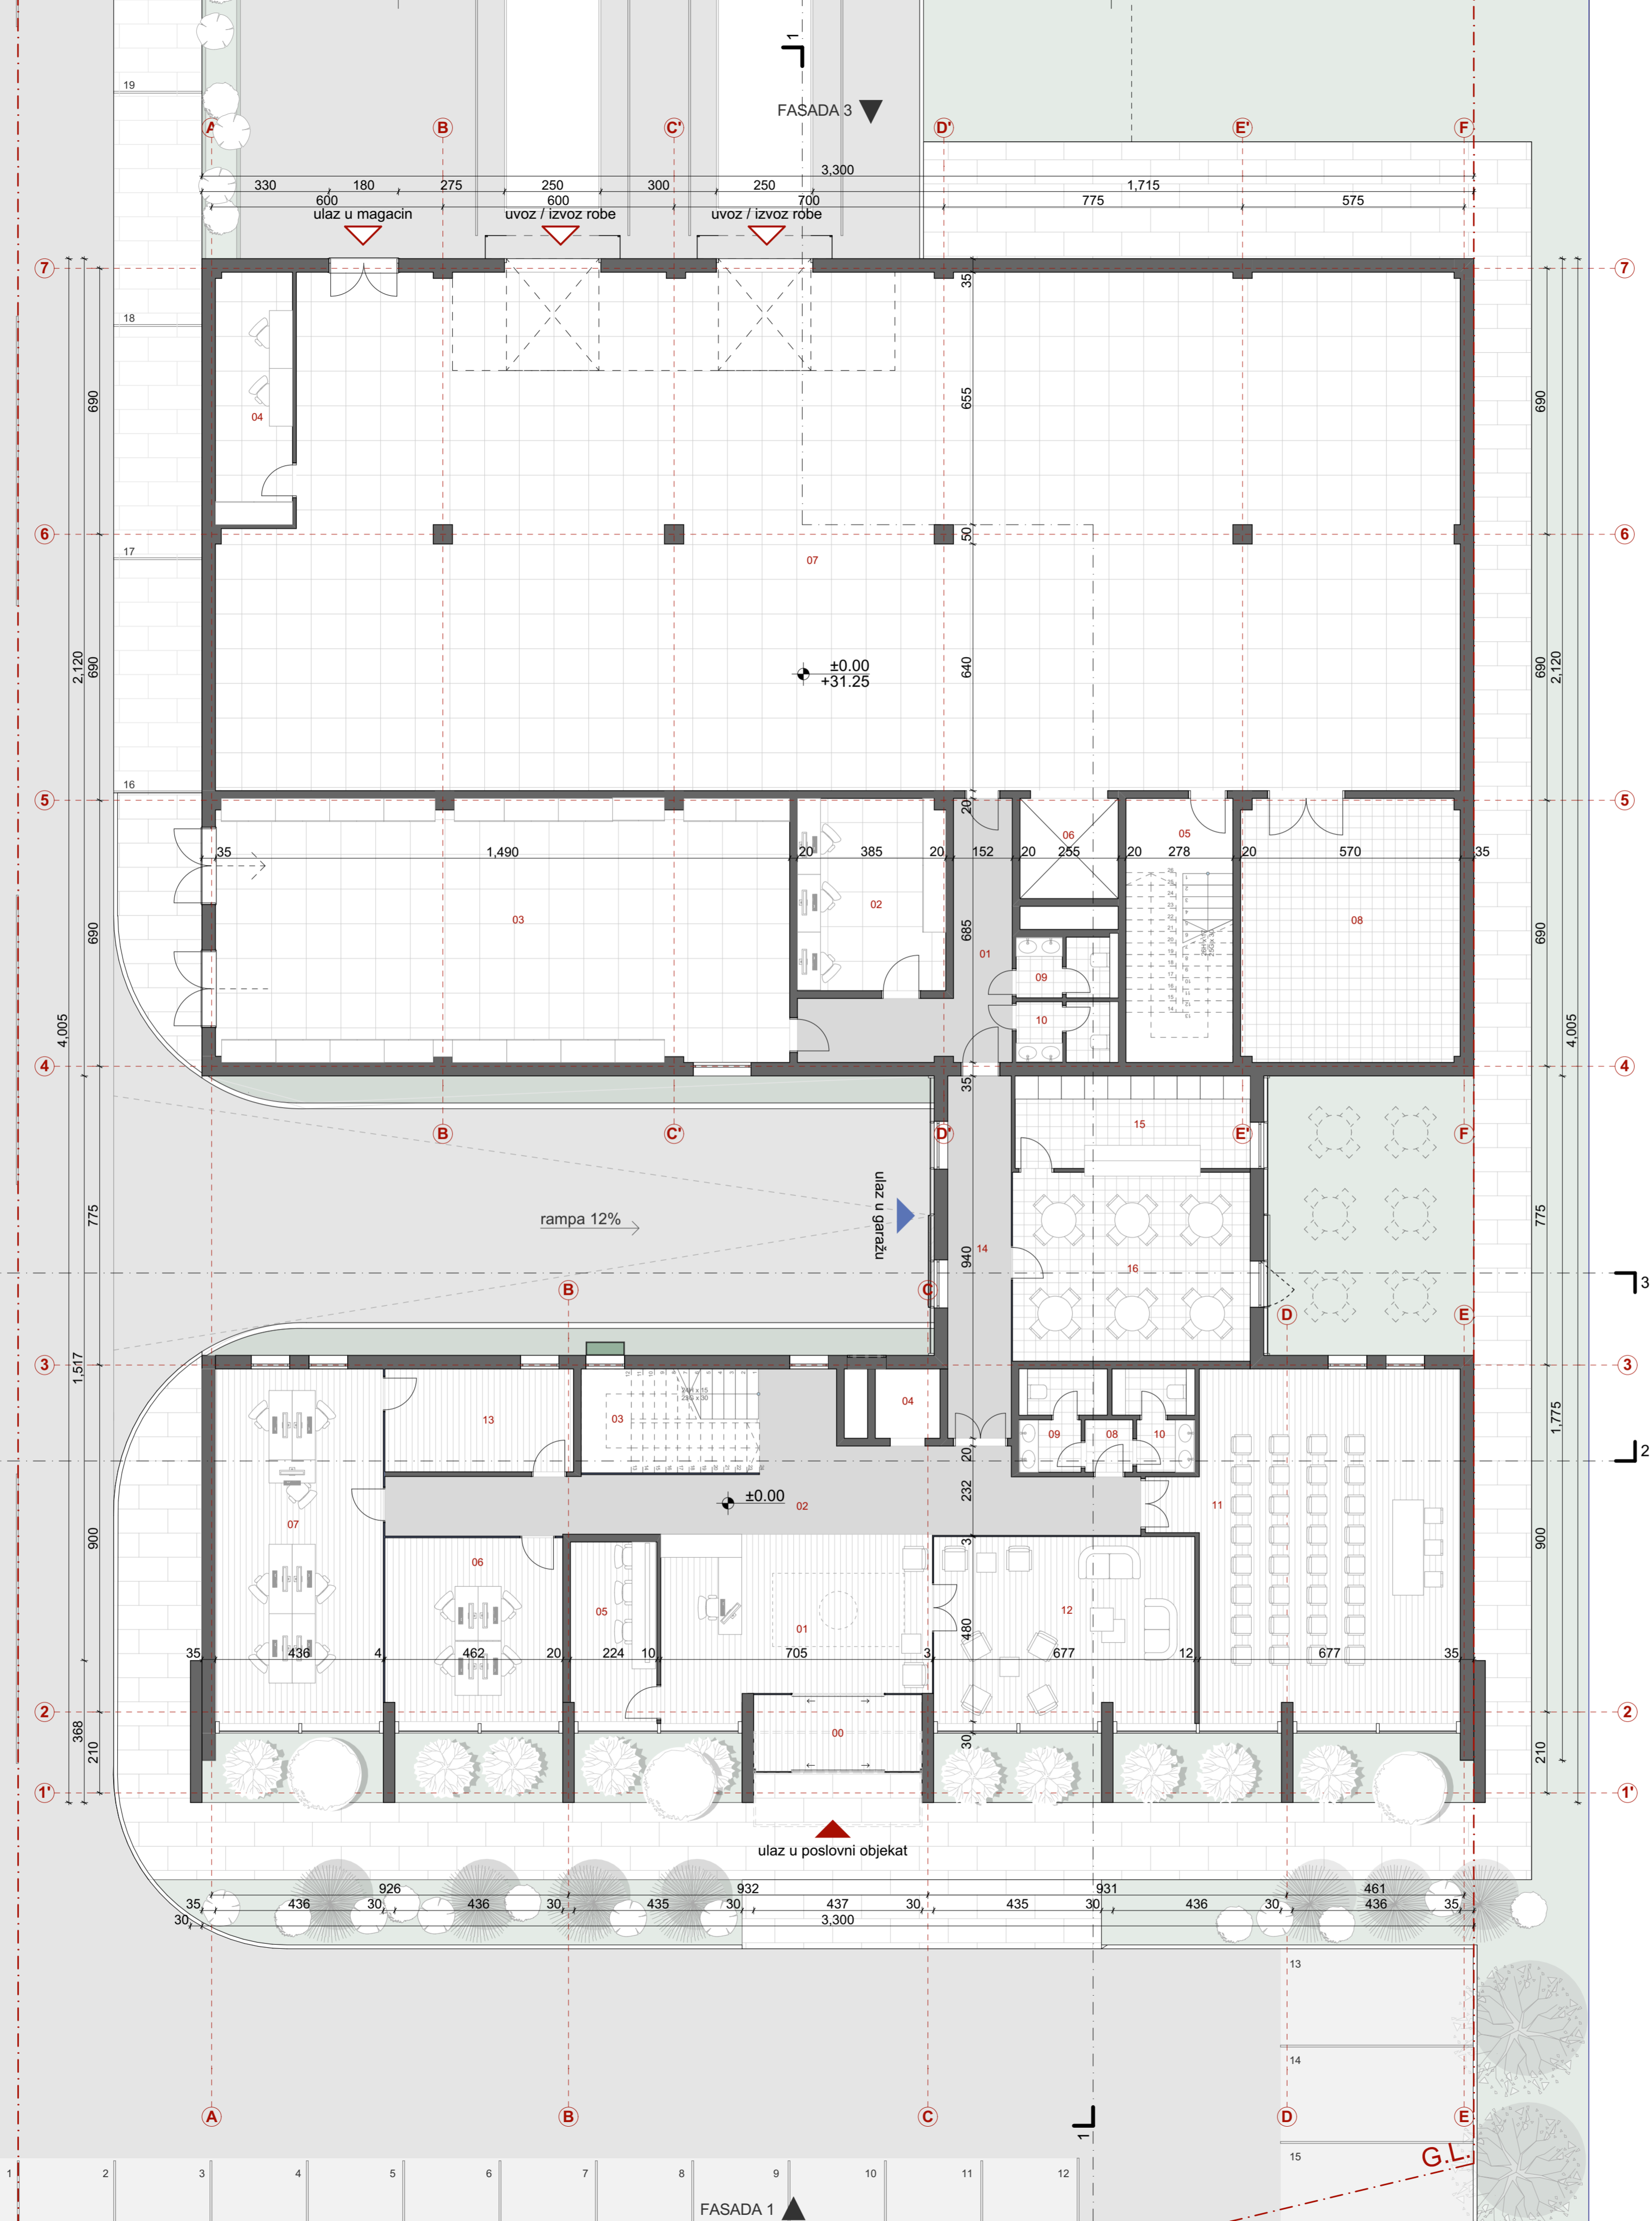 1
19
FASADA 3
A B C' D' E' F
3,300
330 180 275 250 300 250 1,715
600 600 700 775 575
ulaz u magacin uvoz / izvoz robe uvoz / izvoz robe
7 7
35
18
690 655 690
04
6 50 6
17
07
2,120 690 640 690 2,120
±0.00
+31.25
16
5 20 5
06 05
35 1,490 20 385 20 152 20 255 20 278 20 570 35
02
03 08
690 685 690
01
09
10
4,005 4,005
4 4
35
B C' D' E' F
15
775 ulaz u garažu 775
rampa 12%
940 14
16
3
B C
D E
3 3
1,517
04
03
13
09 08 10
20
1,775
2
232
±0.00
02
11
07
900 3 900
06
05
12
01
480
35 436 4 462 20 224 10 705 3 677 12 677 35
2 2
368 210 30 210
00
1' 1'
ulaz u poslovni objekat
926 932 931 461
35 436 30 436 30 435 30 437 30 435 30 436 30 436 35
30 3,300
13
14
A B C D E
1
15
G.L.
1 2 3 4 5 6 7 8 9 10 11 12
FASADA 1